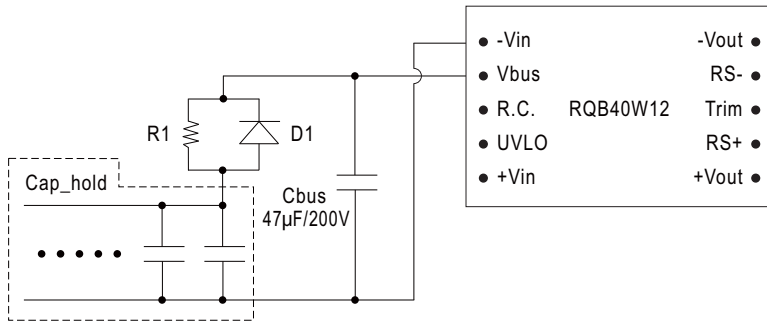 -Vin
-Vout
Vbus
RS-
R.C.
RQB40W12
Trim
UVLO
RS+
+Vin
+Vout
R1
D1
Cap_hold
Cbus
47µF/200V